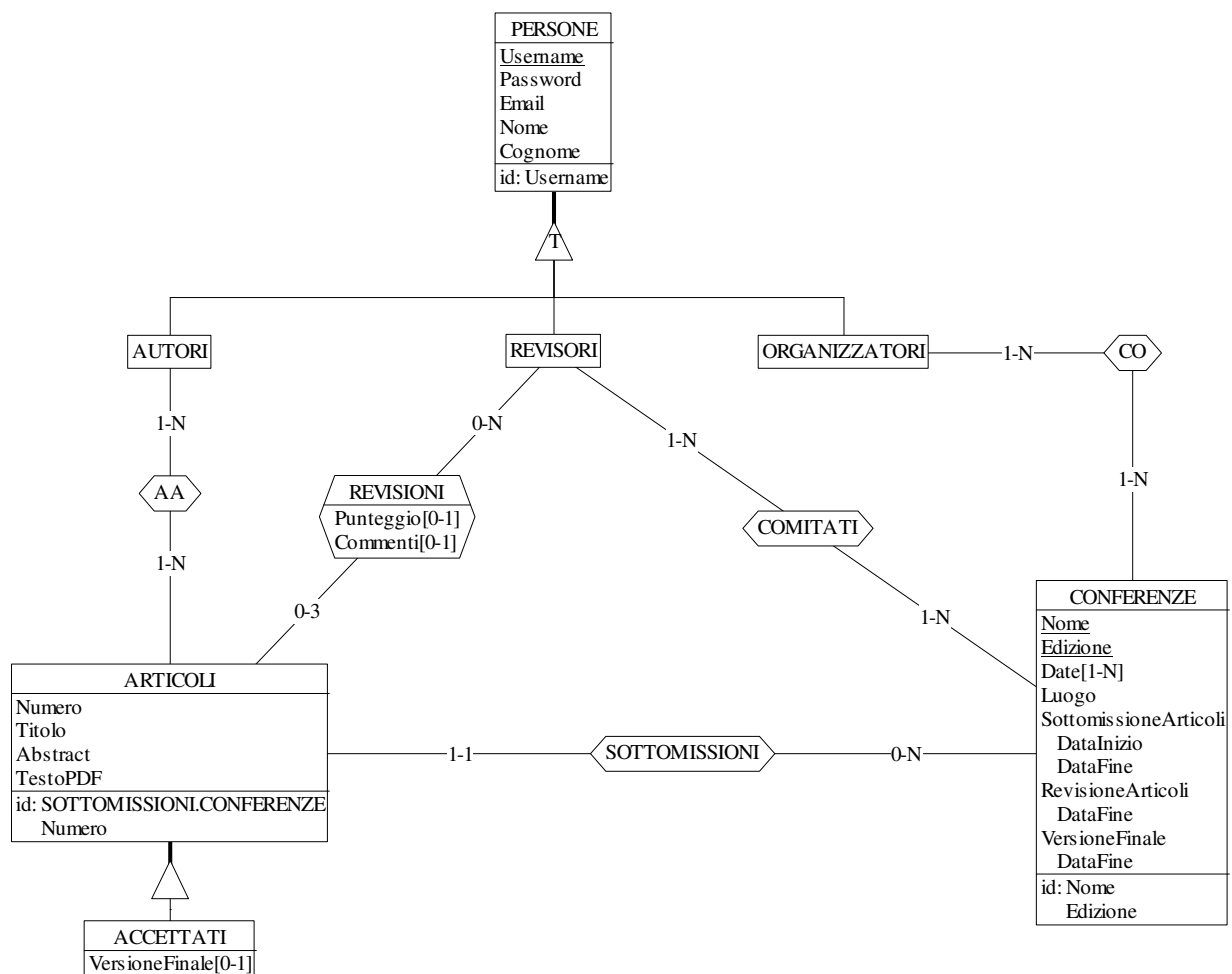 PERSONE
Username
Password
Email
Nome
Cognome
id: Username
T
AUTORI
REVISORI
ORGANIZZATORI
1-N
CO
1-N
0-N
1-N
1-N
AA
REVISIONI
Punteggio[0-1]
Commenti[0-1]
COMITATI
1-N
0-3
1-N
CONFERENZE
Nome
Edizione
Date[1-N]
Luogo
SottomissioneArticoli
DataInizio
DataFine
RevisioneArticoli
DataFine
VersioneFinale
DataFine
id: Nome
Edizione
ARTICOLI
Numero
Titolo
Abstract
TestoPDF
id: SOTTOMISSIONI.CONFERENZE
Numero
1-1
SOTTOMISSIONI
0-N
ACCETTATI
VersioneFinale[0-1]